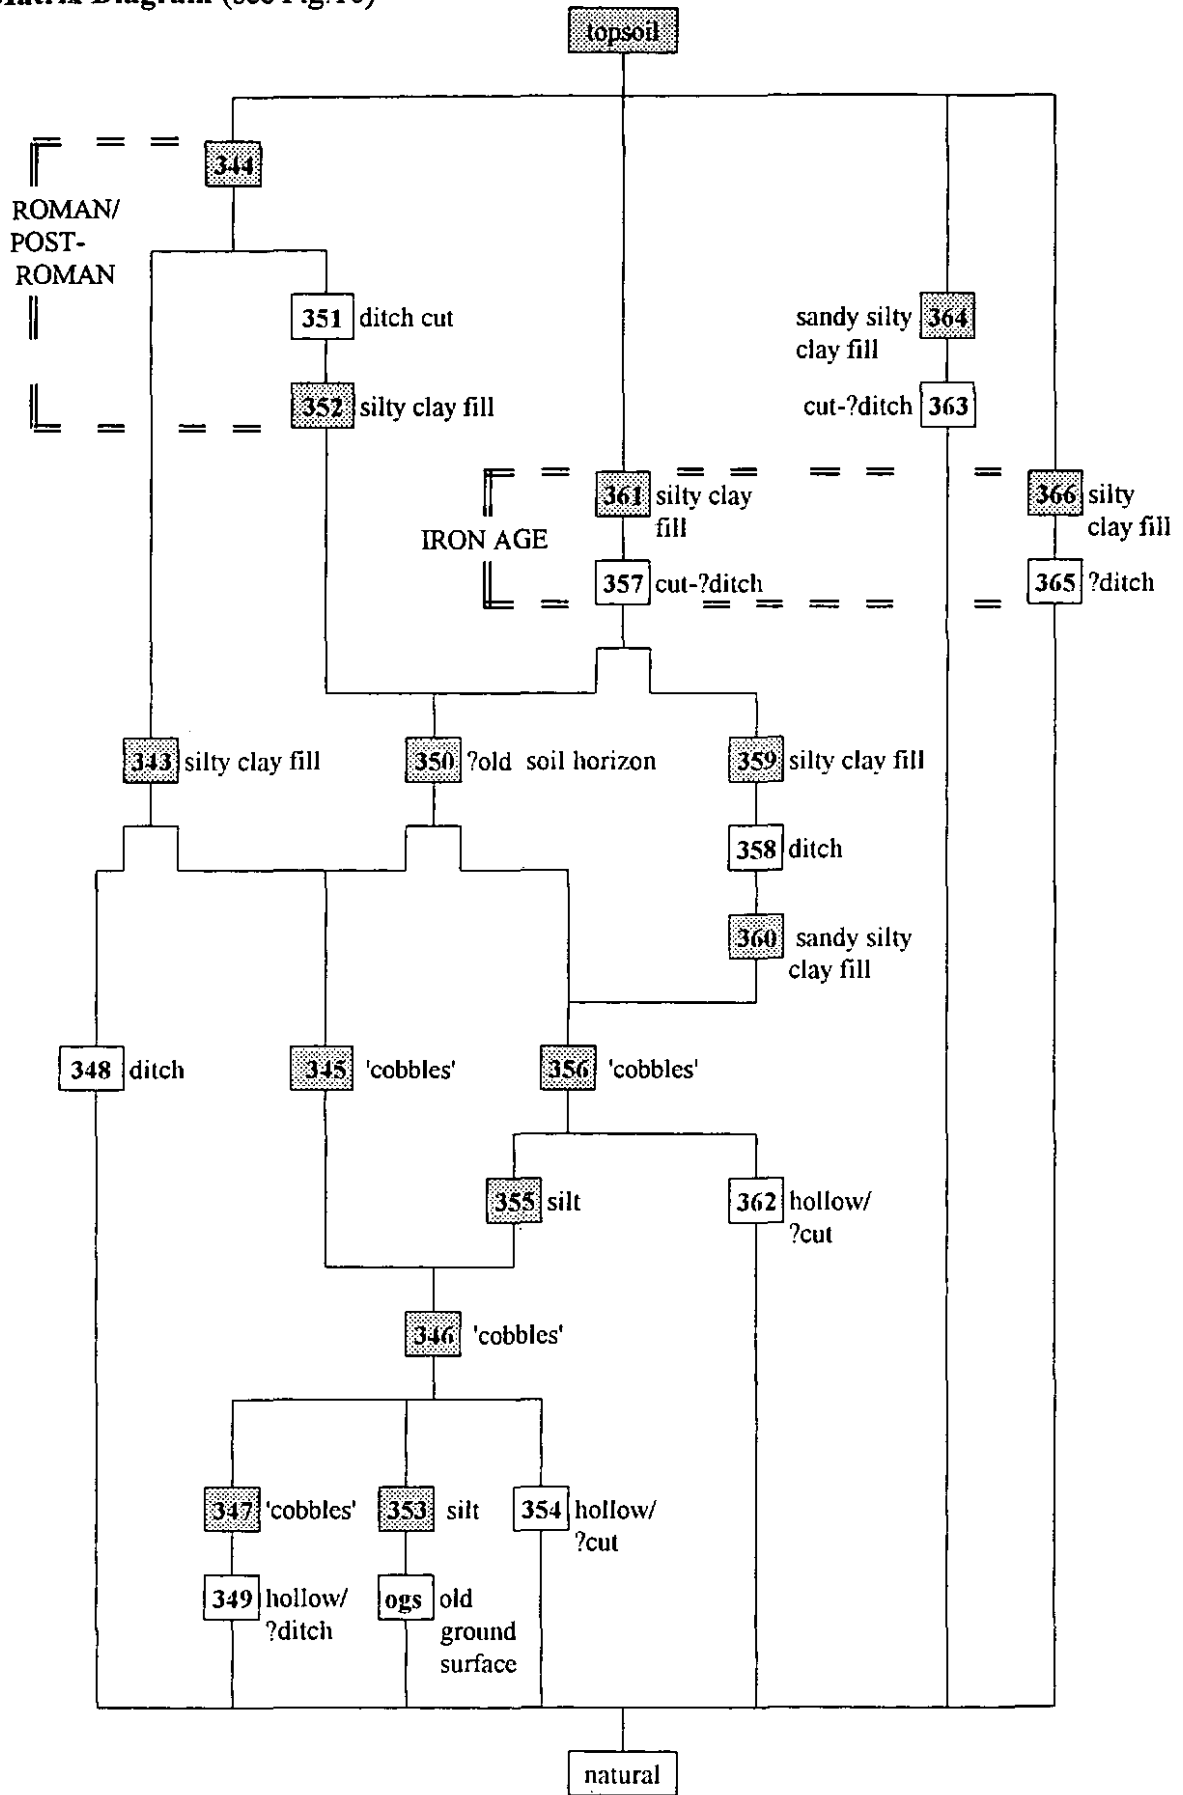 Matrix Diagram (see Fig.16)
topsoil
344
ROMAN/
POST-
ROMAN
351 ditch cut
sandy silty 364
clay fill
352 silty clay fill
cut-?ditch 363
361 silty clay
fill
366 silty
clay fill
IRON AGE
357 cut-?ditch
365 ?ditch
343 silty clay fill
350 ?old soil horizon
359 silty clay fill
358 ditch
360 sandy silty
clay fill
348 ditch
345 'cobbles'
356 'cobbles'
355 silt
362 hollow/
?cut
346 'cobbles'
347 'cobbles'
353 silt
354 hollow/
?cut
349 hollow/
?ditch
ogs old
ground
surface
natural